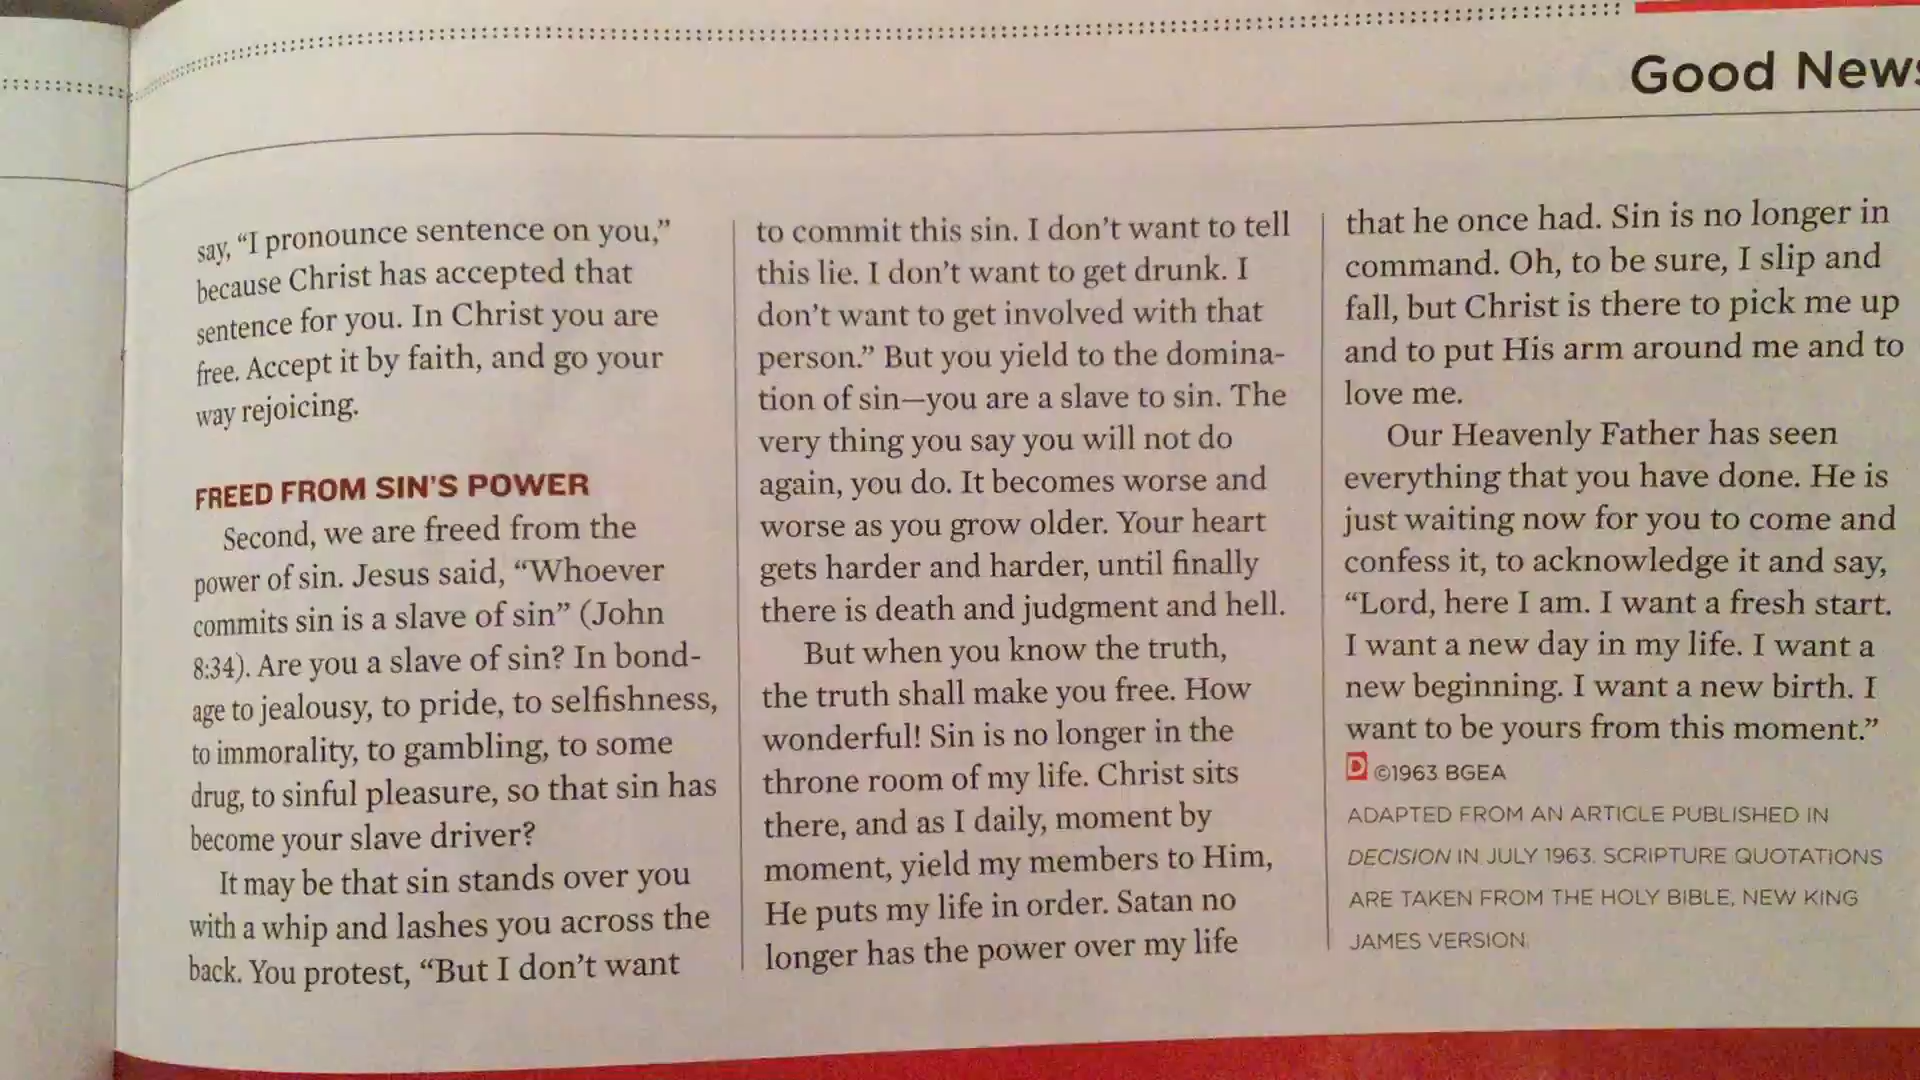 Good News
say, “I pronounce sentence on you,”
because Christ has accepted that
sentence for you. In Christ you are
free. Accept it by faith, and go your
way rejoicing.
FREED FROM SIN’S POWER
Second, we are freed from the
power of sin. Jesus said, “Whoever
commits sin is a slave of sin” (John
8:34). Are you a slave of sin? In bond-
age to jealousy, to pride, to selfishness,
to immorality, to gambling, to some
drug, to sinful pleasure, so that sin has
become your slave driver?
It may be that sin stands over you
with a whip and lashes you across the
back. You protest, “But I don’t want
to commit this sin. I don’t want to tell
this lie. I don’t want to get drunk. I
don’t want to get involved with that
person.” But you yield to the domina-
tion of sin—you are a slave to sin. The
very thing you say you will not do
again, you do. It becomes worse and
worse as you grow older. Your heart
gets harder and harder, until finally
there is death and judgment and hell.
But when you know the truth,
the truth shall make you free. How
wonderful! Sin is no longer in the
throne room of my life. Christ sits
there, and as I daily, moment by
moment, yield my members to Him,
He puts my life in order. Satan no
longer has the power over my life
that he once had. Sin is no longer in
command. Oh, to be sure, I slip and
fall, but Christ is there to pick me up
and to put His arm around me and to
love me.
Our Heavenly Father has seen
everything that you have done. He is
just waiting now for you to come and
confess it, to acknowledge it and say,
“Lord, here I am. I want a fresh start.
I want a new day in my life. I want a
new beginning. I want a new birth. I
want to be yours from this moment.”
D ©1963 BGEA
ADAPTED FROM AN ARTICLE PUBLISHED IN
DECISION IN JULY 1963. SCRIPTURE QUOTATIONS
ARE TAKEN FROM THE HOLY BIBLE, NEW KING
JAMES VERSION.